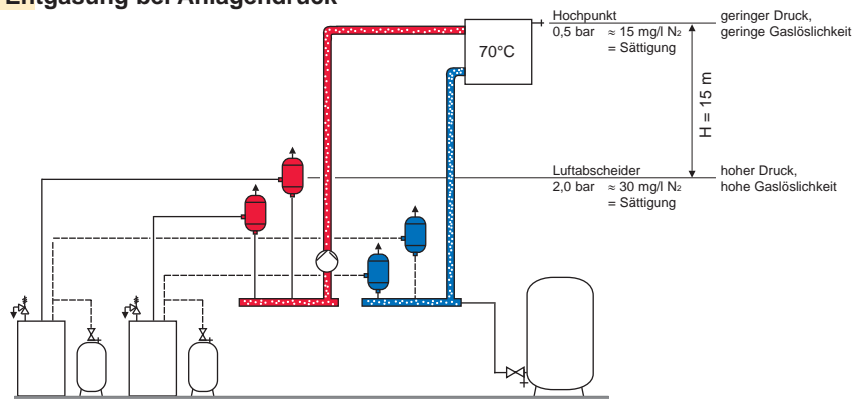 Entgasung bei Anlagendruck
Hochpunkt
0,5 bar ≈ 15 mg/l N₂
= Sättigung
geringer Druck,
geringe Gaslöslichkeit
70°C
H = 15 m
Luftabscheider
2,0 bar ≈ 30 mg/l N₂
= Sättigung
hoher Druck,
hohe Gaslöslichkeit